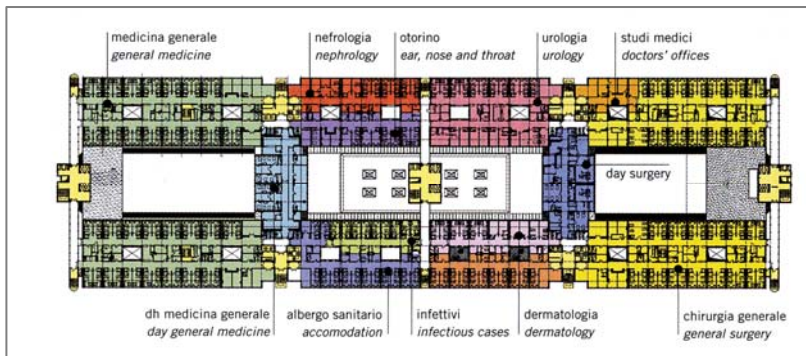 medicina generale
general medicine
nefrologia
nephrology
otorino
ear, nose and throat
urologia
urology
studi medici
doctors' offices
day surgery
dh medicina generale
day general medicine
albergo sanitario
accomodation
infettivi
infectious cases
dermatologia
dermatology
chirurgia generale
general surgery